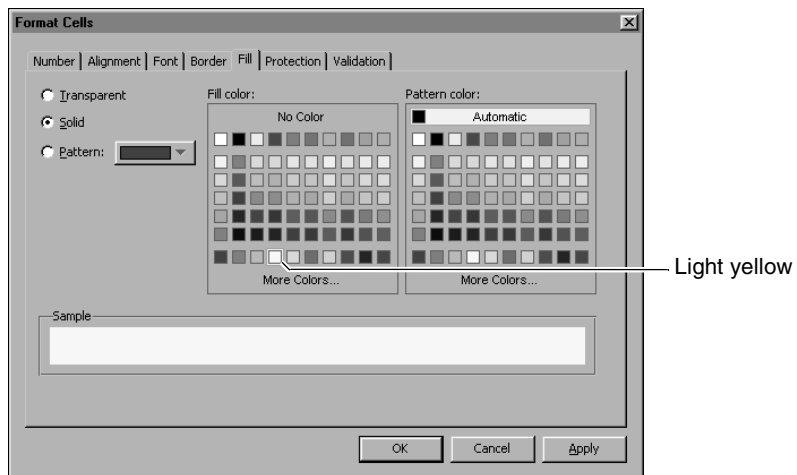 Format Cells
Number Alignment Font Border Fill Protection Validation
Transparent
Solid
Pattern:
Fill color:
No Color
More Colors...
Pattern color:
Automatic
More Colors...
Light yellow
Sample
OK Cancel Apply